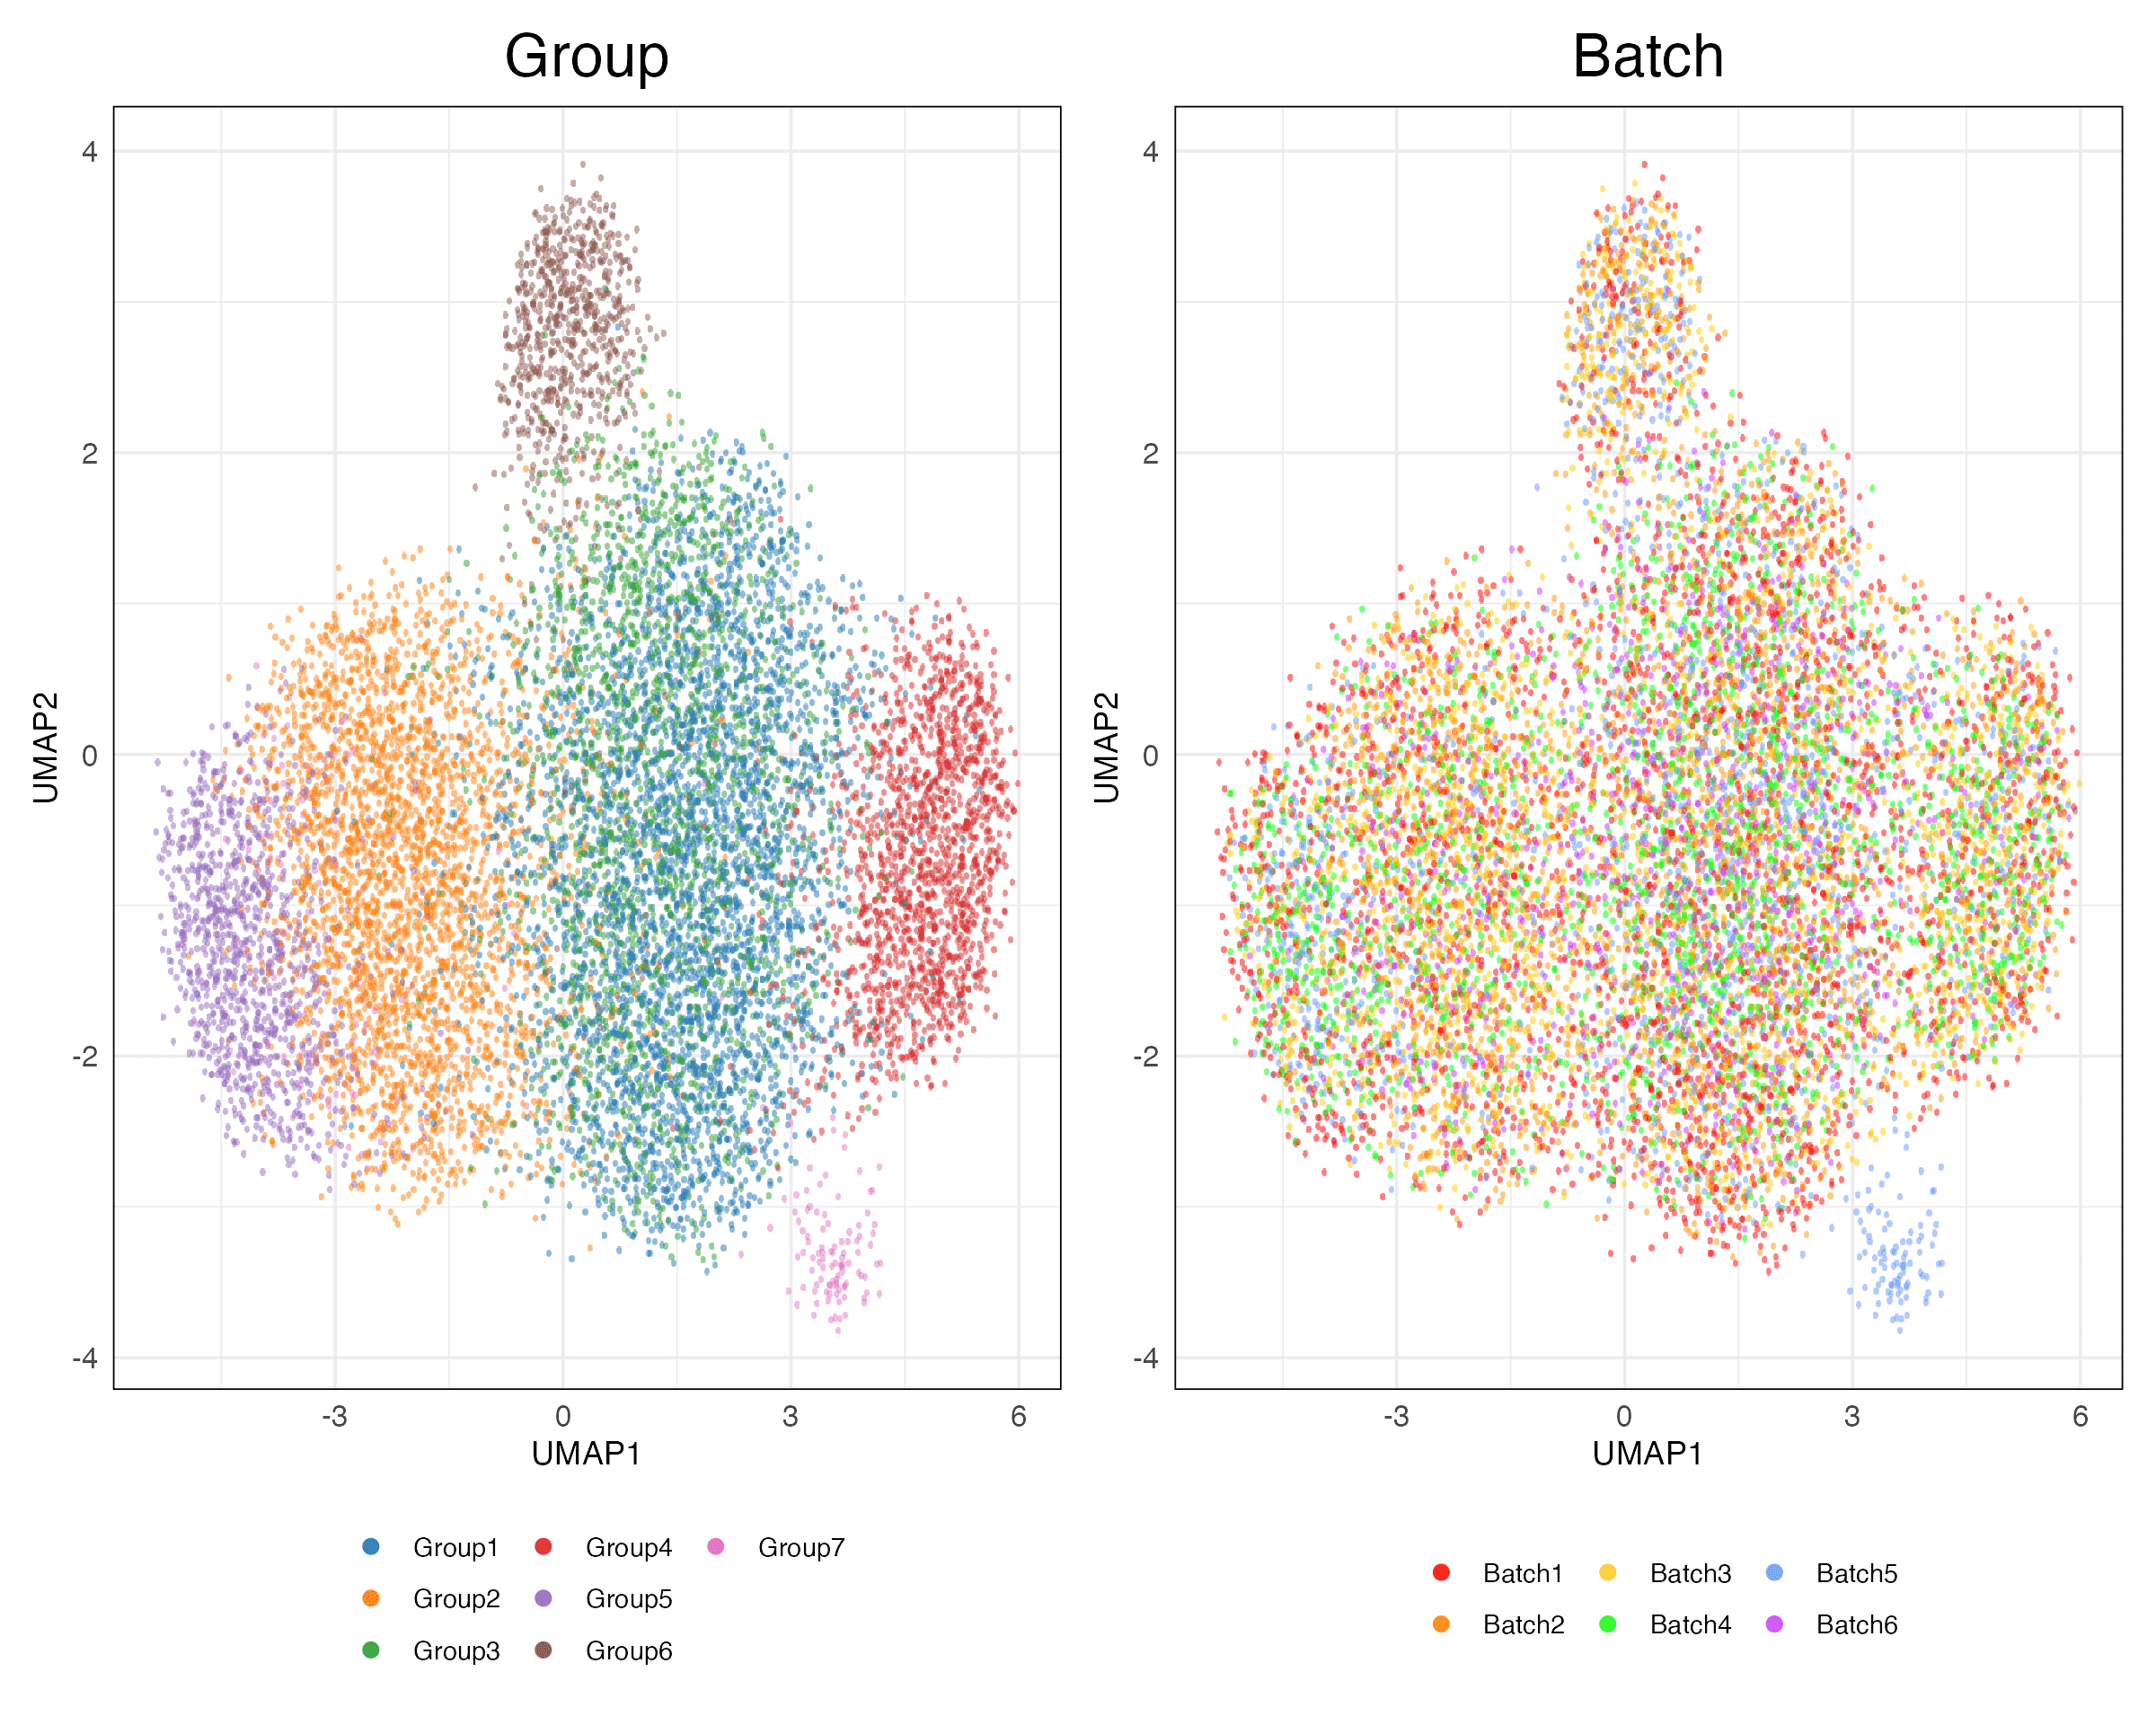 Group
Batch
UMAP2
4
2
0
-2
-4
-3 0 3 6
UMAP1
UMAP2
4
2
0
-2
-4
-3 0 3 6
UMAP1
Group1 Group4 Group7
Group2 Group5
Group3 Group6
Batch1 Batch3 Batch5
Batch2 Batch4 Batch6